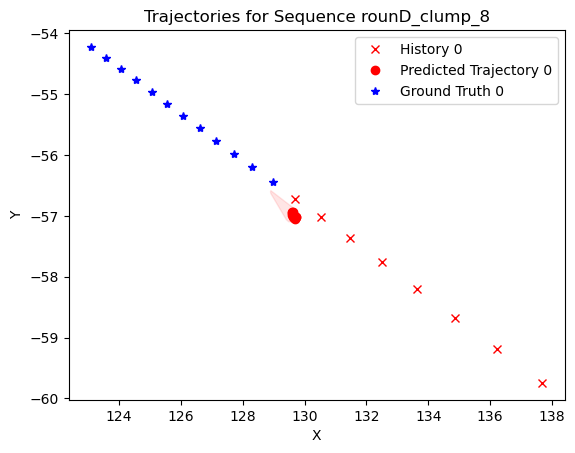 Trajectories for Sequence rounD_clump_8
History 0
Predicted Trajectory 0
Ground Truth 0
−54
−55
−56
−57
−58
−59
−60
Y
124 126 128 130 132 134 136 138
X